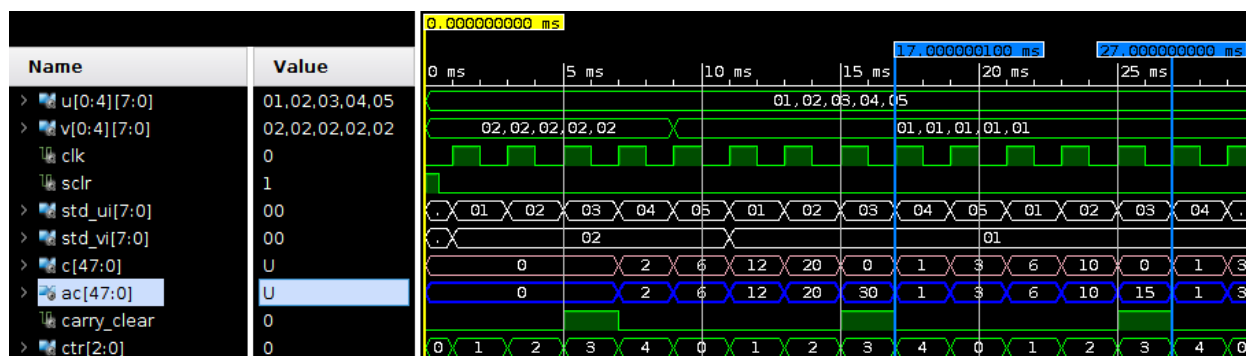 0.000000000 ms
17.000000100 ms 27.000000000 ms
Name Value 0 ms 5 ms 10 ms 15 ms 20 ms 25 ms
> u[0:4][7:0] 01,02,03,04,05 01,02,03,04,05
> v[0:4][7:0] 02,02,02,02,02 02,02,02,02,02 01,01,01,01,01
clk 0
sclr 1
> std_ui[7:0] 00 . 01 02 03 04 05 01 02 03 04 05 01 02 03 04 .
> std_vi[7:0] 00 . 02 01
> c[47:0] U 0 2 6 12 20 0 1 3 6 10 0 1 3
> ac[47:0] U 0 2 6 12 20 30 1 3 6 10 15 1 3
carry_clear 0
> ctr[2:0] 0 0 1 2 3 4 0 1 2 3 4 0 1 2 3 4 0